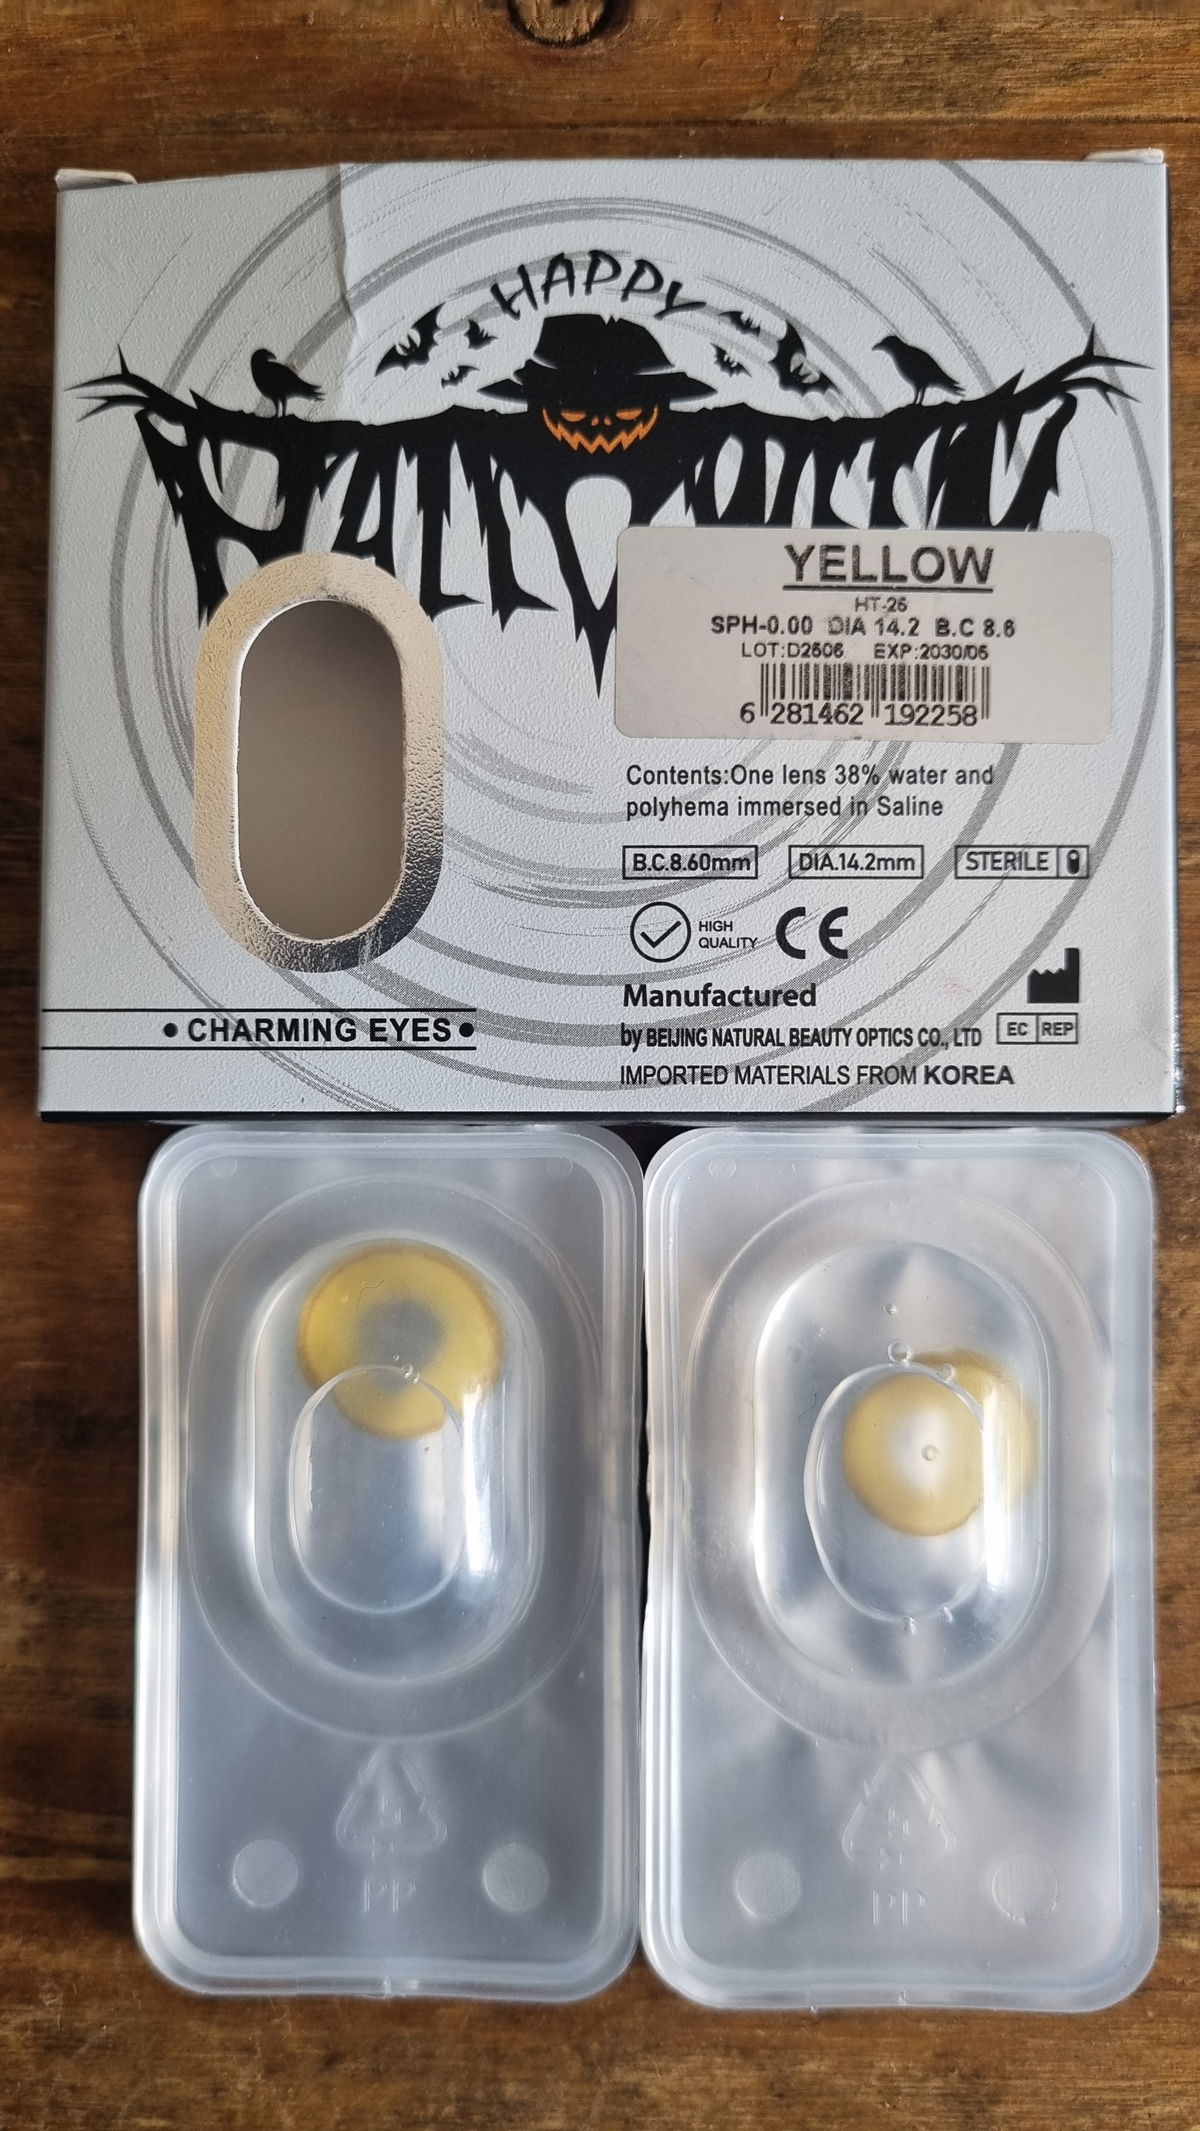 HAPPY
HALLOWEEN
YELLOW
HT-26
SPH-0.00 DIA 14.2 B.C 8.6
LOT:D2506 EXP:2030/05
6 281462 192258
Contents:One lens 38% water and
polyhema immersed in Saline
B.C.8.60mm DIA.14.2mm STERILE
HIGH
QUALITY CE
Manufactured
by BEIJING NATURAL BEAUTY OPTICS CO., LTD EC REP
IMPORTED MATERIALS FROM KOREA
• CHARMING EYES •
PP PP